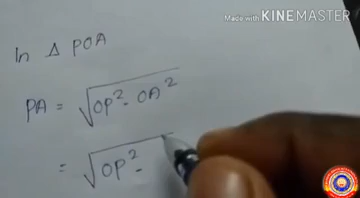 Made with KINEMASTER
In Δ POA
PA = √OP² - OA²
= √OP² -